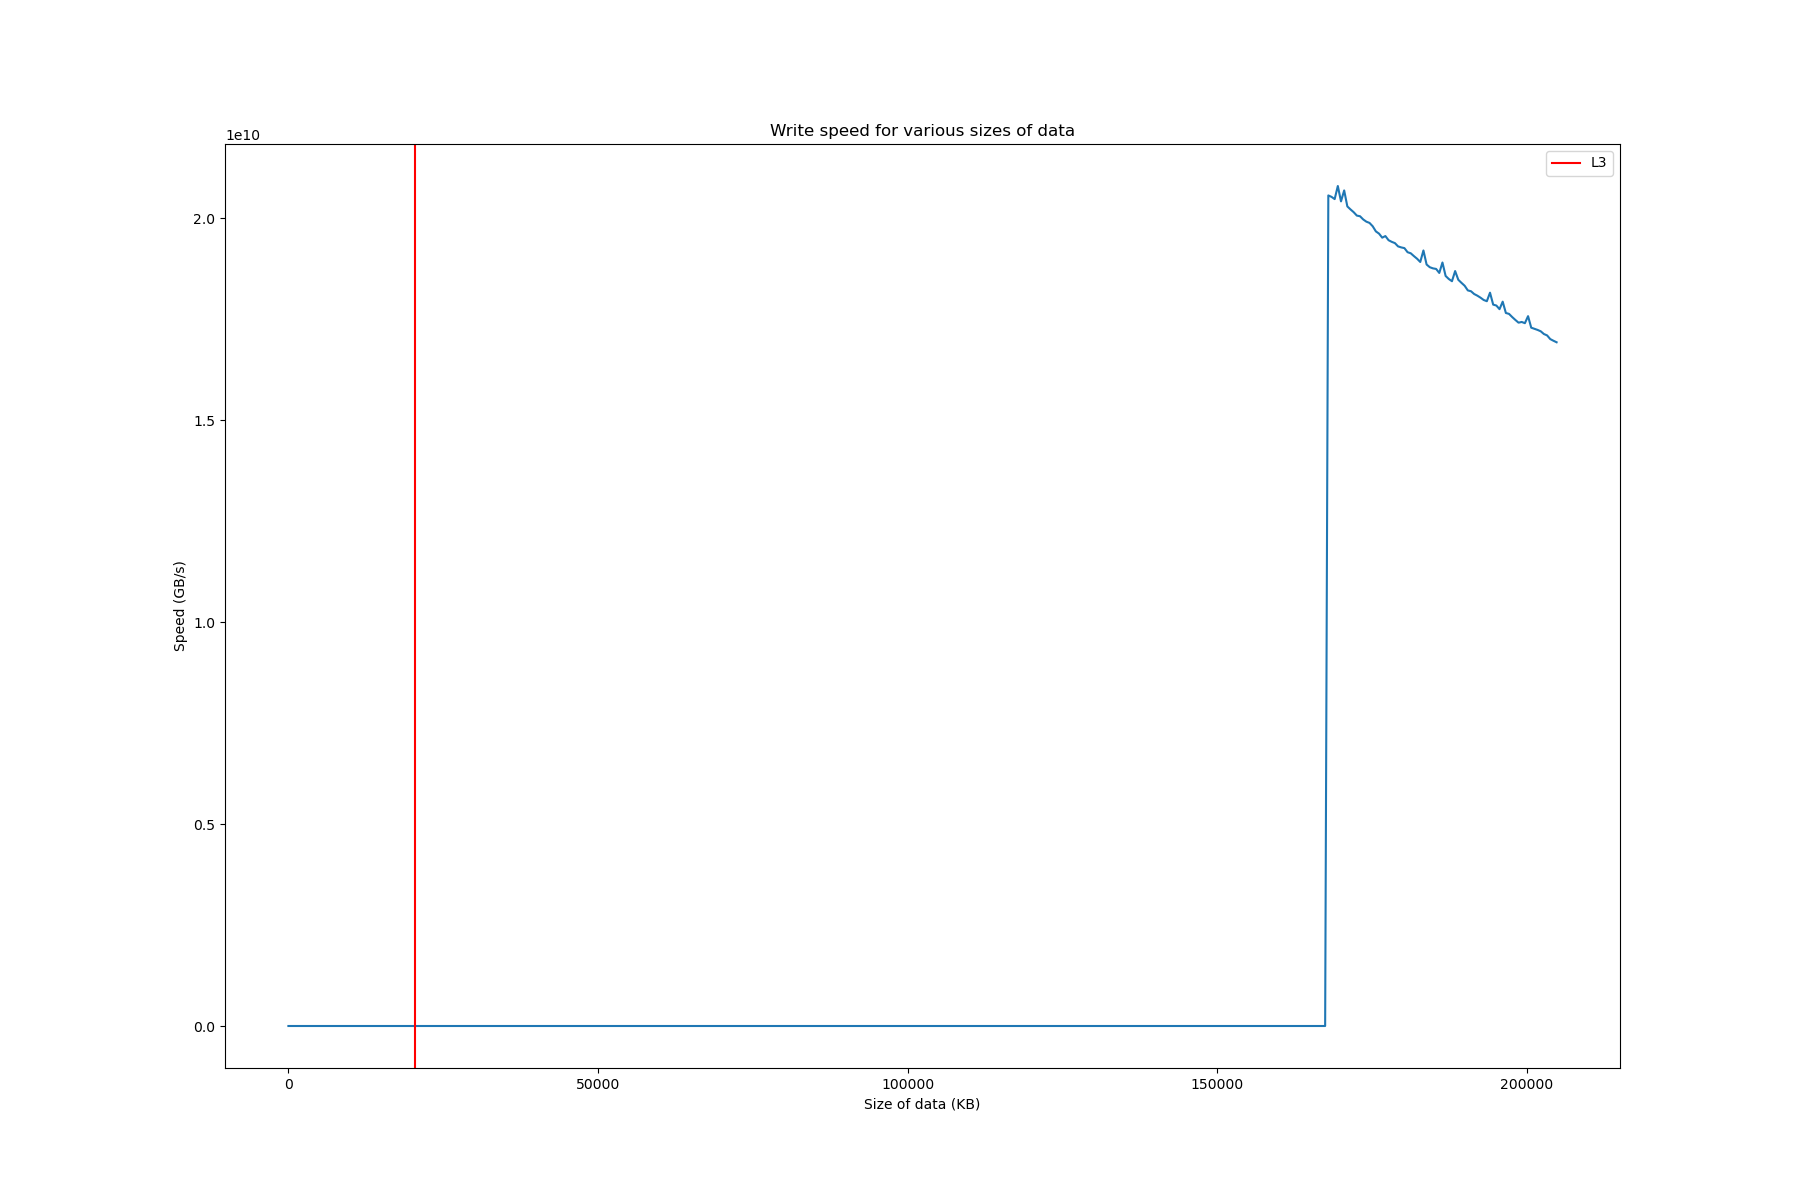 Write speed for various sizes of data
1e10
L3
2.0
1.5
1.0
0.5
0.0
Speed (GB/s)
0 50000 100000 150000 200000
Size of data (KB)